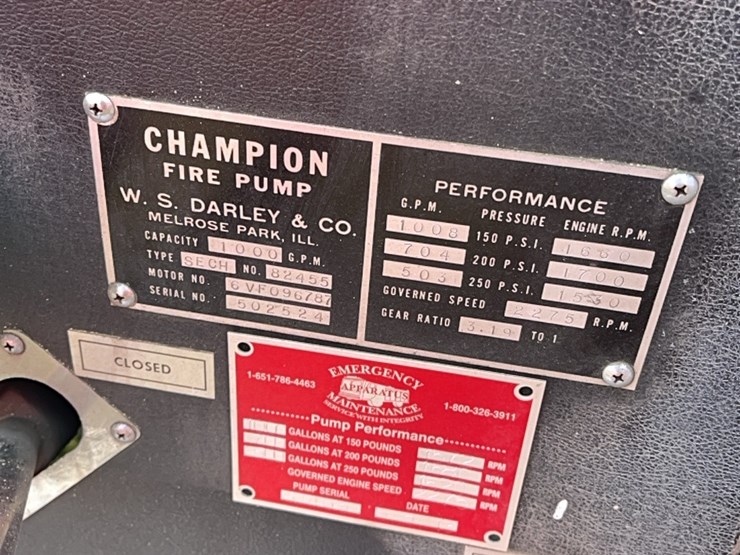 CHAMPION
FIRE PUMP
W. S. DARLEY & CO.
MELROSE PARK, ILL.
CAPACITY 1000 G.P.M.
TYPE SECH NO. 82455
MOTOR NO. 6VF096787
SERIAL NO. 502524
PERFORMANCE
G.P.M. PRESSURE ENGINE R.P.M.
1008 150 P.S.I. 1660
704 200 P.S.I. 1700
503 250 P.S.I.
GOVERNED SPEED 2275 R.P.M.
GEAR RATIO 3.19 TO 1
CLOSED
EMERGENCY
APPARATUS
MAINTENANCE
SERVICE WITH INTEGRITY
1-651-786-4463
1-800-326-3911
Pump Performance
GALLONS AT 150 POUNDS RPM
GALLONS AT 200 POUNDS RPM
GALLONS AT 250 POUNDS RPM
GOVERNED ENGINE SPEED RPM
PUMP SERIAL DATE